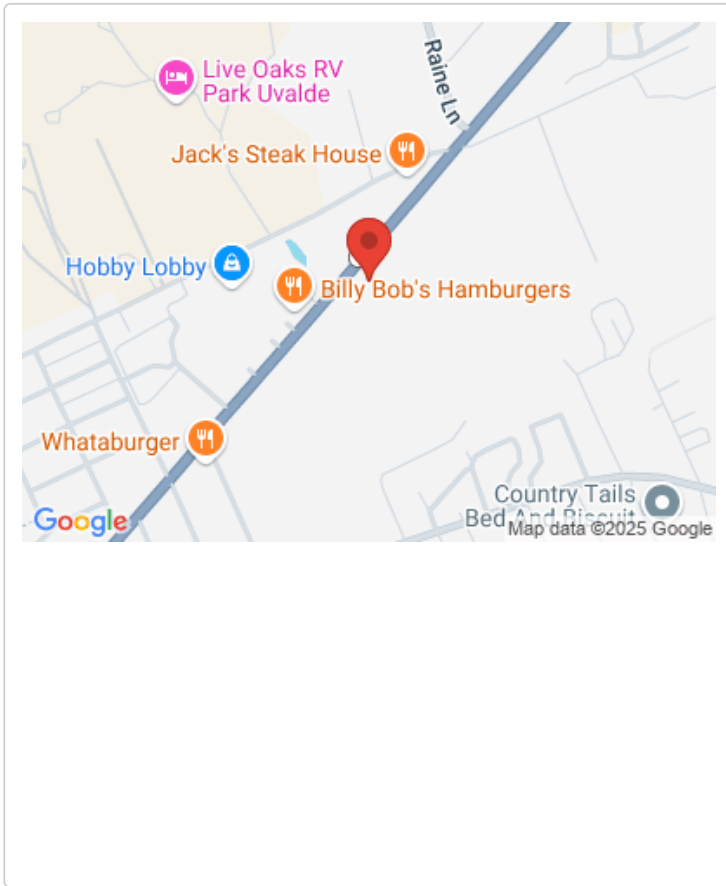 Live Oaks RV
Park Uvalde
Raine Ln
Jack's Steak House
Hobby Lobby
Billy Bob's Hamburgers
Whataburger
Country Tails
Bed And Biscuit
Google
Map data ©2025 Google